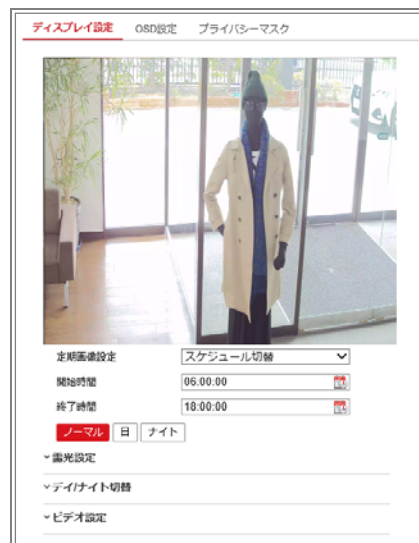 ディスプレイ設定 OSD設定 プライバシーマスク
定期画像設定 スケジュール切替
開始時間 06:00:00
終了時間 18:00:00
ノーマル 日 ナイト
露光設定
デイ/ナイト切替
ビデオ設定